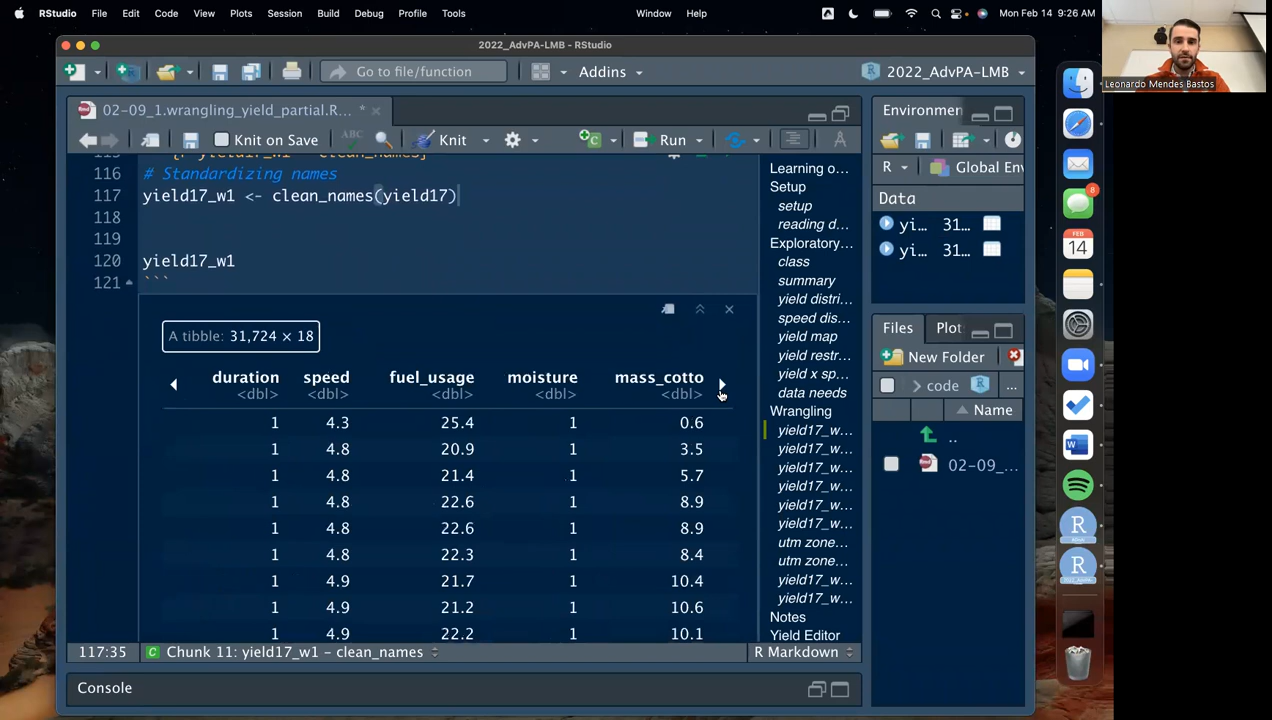 RStudio File Edit Code View Plots Session Build Debug Profile Tools Window Help Mon Feb 14 9:26 AM
Leonardo Mendes Bastos
2022_AdvPA-LMB - RStudio
Go to file/function Addins 2022_AdvPA-LMB
02-09_1.wrangling_yield_partial.R... *
Knit on Save ABC Knit Run
116 # Standardizing names
117 yield17_w1 <- clean_names(yield17)
118
119
120 yield17_w1
121 ```
A tibble: 31,724 × 18
duration speed fuel_usage moisture mass_cotto
<dbl> <dbl> <dbl> <dbl> <dbl>
1 4.3 25.4 1 0.6
1 4.8 20.9 1 3.5
1 4.8 21.4 1 5.7
1 4.8 22.6 1 8.9
1 4.8 22.6 1 8.9
1 4.8 22.3 1 8.4
1 4.9 21.7 1 10.4
1 4.9 21.2 1 10.6
1 4.9 22.2 1 10.1
117:35 C Chunk 11: yield17_w1 - clean_names R Markdown
Console
Learning o...
Setup
setup
reading d...
Exploratory...
class
summary
yield distri...
speed dis...
yield map
yield restr...
yield x sp...
data needs
Wrangling
yield17_w...
yield17_w...
yield17_w...
yield17_w...
yield17_w...
yield17_w...
utm zone...
utm zone...
yield17_w...
yield17_w...
Notes
Yield Editor
Environmen
R Global Env
Data
yi... 31...
yi... 31...
Files Plot
New Folder
code ...
Name
..
02-09_...
8
FEB
14